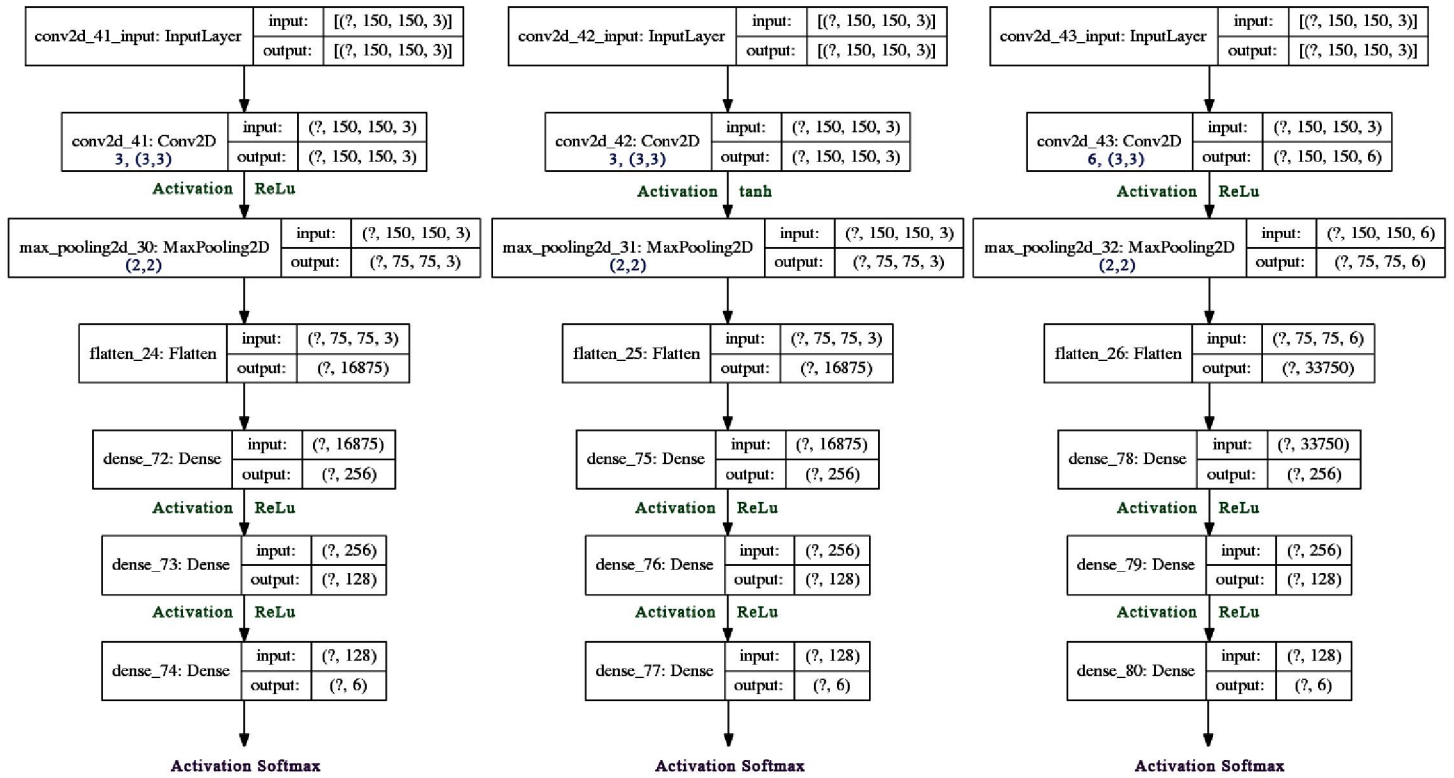 conv2d_41_input: InputLayer
input: [(?, 150, 150, 3)]
output: [(?, 150, 150, 3)]
conv2d_41: Conv2D
3, (3,3)
input: (?, 150, 150, 3)
output: (?, 150, 150, 3)
Activation ReLu
max_pooling2d_30: MaxPooling2D
(2,2)
input: (?, 150, 150, 3)
output: (?, 75, 75, 3)
flatten_24: Flatten
input: (?, 75, 75, 3)
output: (?, 16875)
dense_72: Dense
input: (?, 16875)
output: (?, 256)
Activation ReLu
dense_73: Dense
input: (?, 256)
output: (?, 128)
Activation ReLu
dense_74: Dense
input: (?, 128)
output: (?, 6)
Activation Softmax
conv2d_42_input: InputLayer
input: [(?, 150, 150, 3)]
output: [(?, 150, 150, 3)]
conv2d_42: Conv2D
3, (3,3)
input: (?, 150, 150, 3)
output: (?, 150, 150, 3)
Activation tanh
max_pooling2d_31: MaxPooling2D
(2,2)
input: (?, 150, 150, 3)
output: (?, 75, 75, 3)
flatten_25: Flatten
input: (?, 75, 75, 3)
output: (?, 16875)
dense_75: Dense
input: (?, 16875)
output: (?, 256)
Activation ReLu
dense_76: Dense
input: (?, 256)
output: (?, 128)
Activation ReLu
dense_77: Dense
input: (?, 128)
output: (?, 6)
Activation Softmax
conv2d_43_input: InputLayer
input: [(?, 150, 150, 3)]
output: [(?, 150, 150, 3)]
conv2d_43: Conv2D
6, (3,3)
input: (?, 150, 150, 3)
output: (?, 150, 150, 6)
Activation ReLu
max_pooling2d_32: MaxPooling2D
(2,2)
input: (?, 150, 150, 6)
output: (?, 75, 75, 6)
flatten_26: Flatten
input: (?, 75, 75, 6)
output: (?, 33750)
dense_78: Dense
input: (?, 33750)
output: (?, 256)
Activation ReLu
dense_79: Dense
input: (?, 256)
output: (?, 128)
Activation ReLu
dense_80: Dense
input: (?, 128)
output: (?, 6)
Activation Softmax